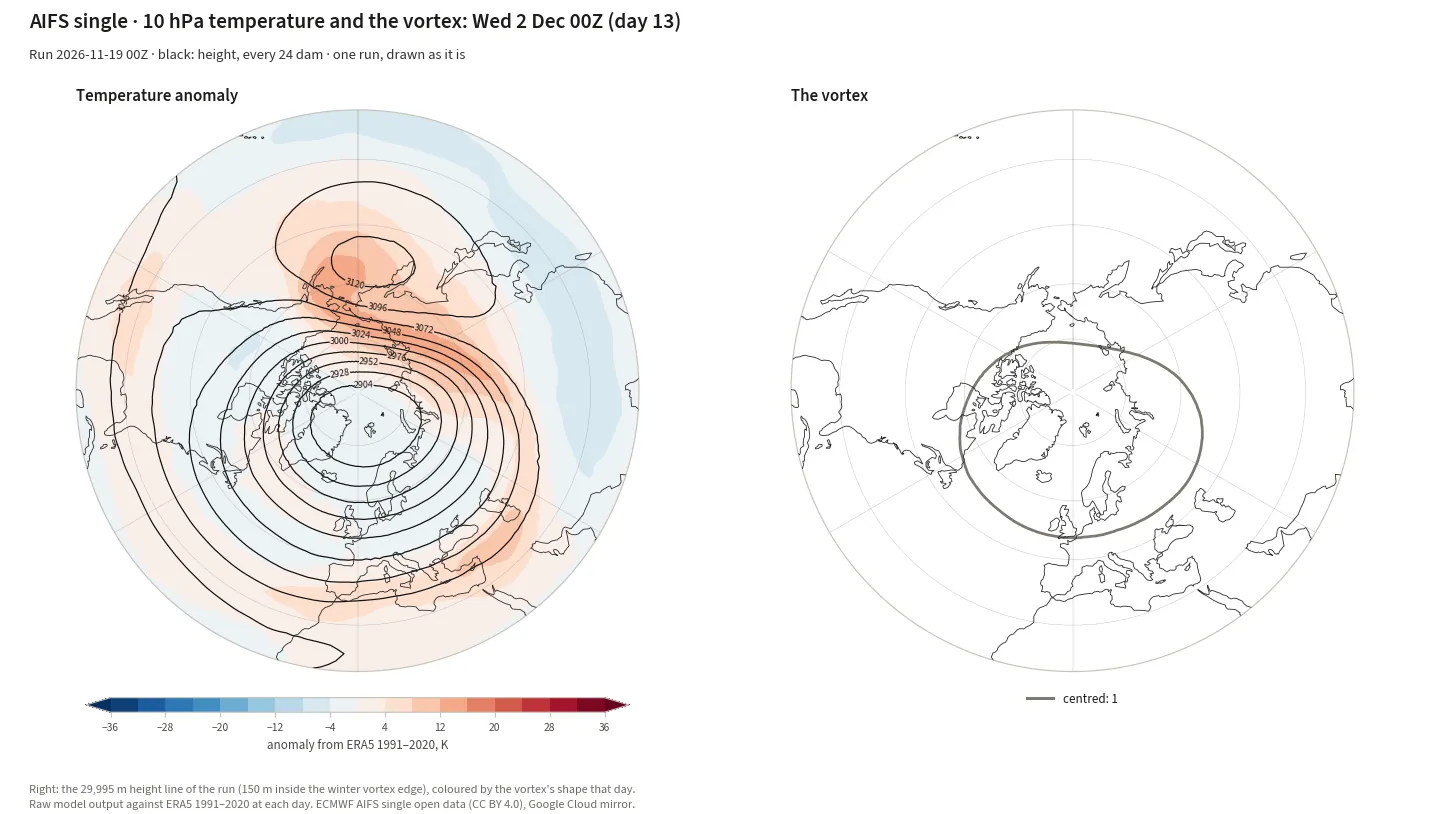 AIFS single · 10 hPa temperature and the vortex: Wed 2 Dec 00Z (day 13)
Run 2026-11-19 00Z · black: height, every 24 dam · one run, drawn as it is
Temperature anomaly
The vortex
3120
3096
3072
3048
3024
3000
2976
2952
2928
2904
−36 −28 −20 −12 −4 4 12 20 28 36
anomaly from ERA5 1991–2020, K
centred: 1
Right: the 29,995 m height line of the run (150 m inside the winter vortex edge), coloured by the vortex's shape that day.
Raw model output against ERA5 1991–2020 at each day. ECMWF AIFS single open data (CC BY 4.0), Google Cloud mirror.